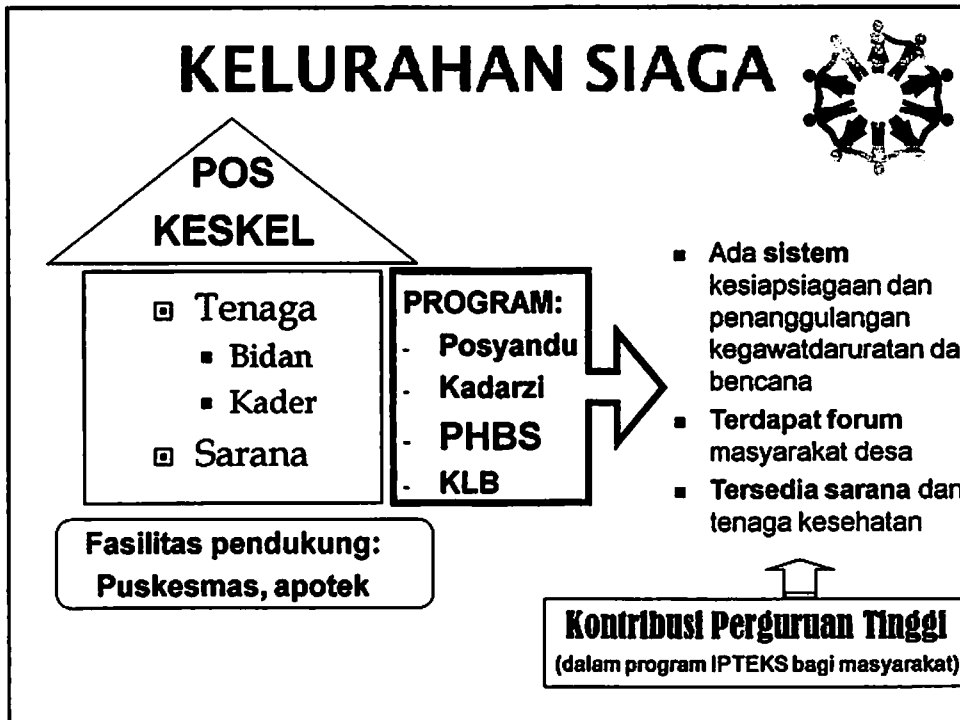 KELURAHAN SIAGA
POS
KESKEL
Tenaga
Bidan
Kader
Sarana
Fasilitas pendukung:
Puskesmas, apotek
PROGRAM:
- Posyandu
- Kadarzi
- PHBS
- KLB
Ada sistem
kesiapsiagaan dan
penanggulangan
kegawatdaruratan da
bencana
Terdapat forum
masyarakat desa
Tersedia sarana dan
tenaga kesehatan
Kontribusi Perguruan Tinggi
(dalam program IPTEKS bagi masyarakat)